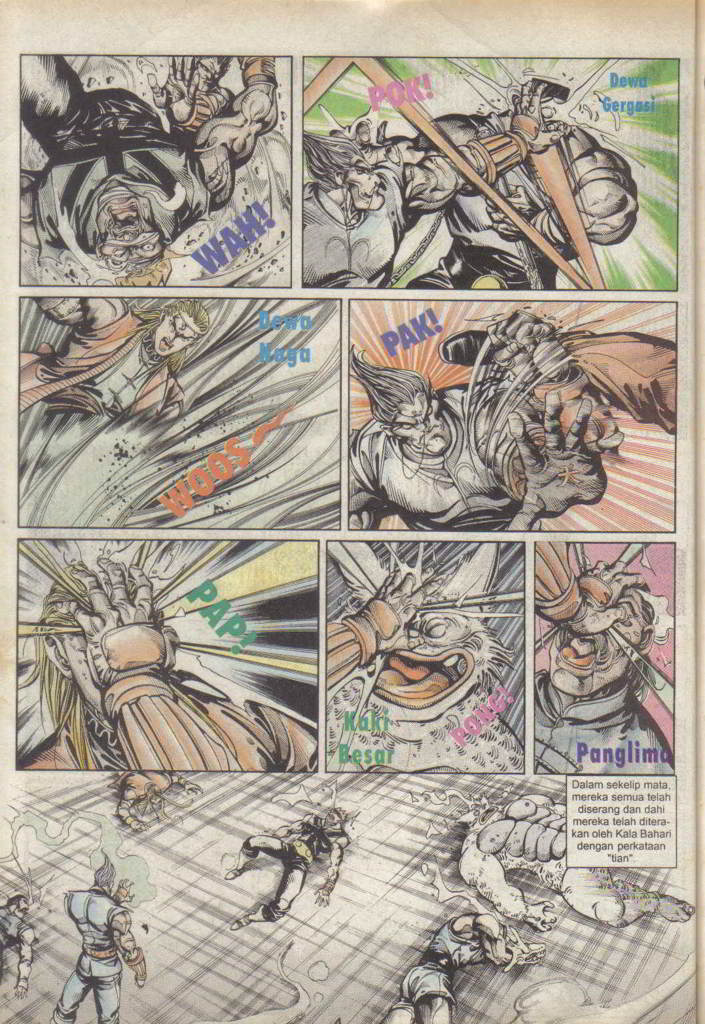 WAH!
POK!
Dewa
Gergasi
Dewa
Naga
WOOS~
PAK!
PAP!
Kaki
Besar
PONG!
Panglima
Dalam sekelip mata,
mereka semua telah
diserang dan dahi
mereka telah ditera-
kan oleh Kala Bahari
dengan perkataan
"tian".